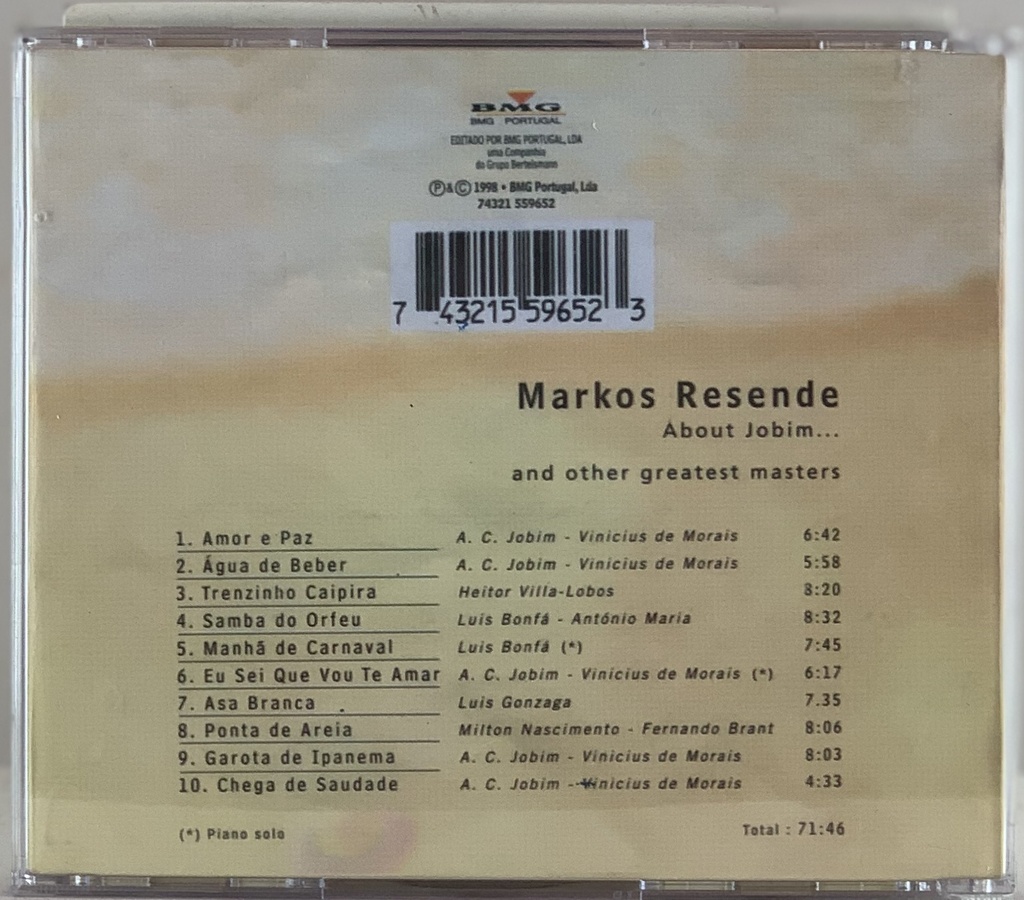 BMG
BMG PORTUGAL
EDITADO POR BMG PORTUGAL, LDA
uma Companhia
do Grupo Bertelsmann
Ⓟ&Ⓒ 1998 • BMG Portugal, Lda
74321 559652
7 43215 59652 3
Markos Resende
About Jobim...
and other greatest masters
1. Amor e Paz A. C. Jobim - Vinicius de Morais 6:42
2. Água de Beber A. C. Jobim - Vinicius de Morais 5:58
3. Trenzinho Caipira Heitor Villa-Lobos 8:20
4. Samba do Orfeu Luis Bonfá - António Maria 8:32
5. Manhã de Carnaval Luis Bonfá (*) 7:45
6. Eu Sei Que Vou Te Amar A. C. Jobim - Vinicius de Morais (*) 6:17
7. Asa Branca Luis Gonzaga 7.35
8. Ponta de Areia Milton Nascimento - Fernando Brant 8:06
9. Garota de Ipanema A. C. Jobim - Vinicius de Morais 8:03
10. Chega de Saudade A. C. Jobim - Vinicius de Morais 4:33
(*) Piano solo Total : 71:46